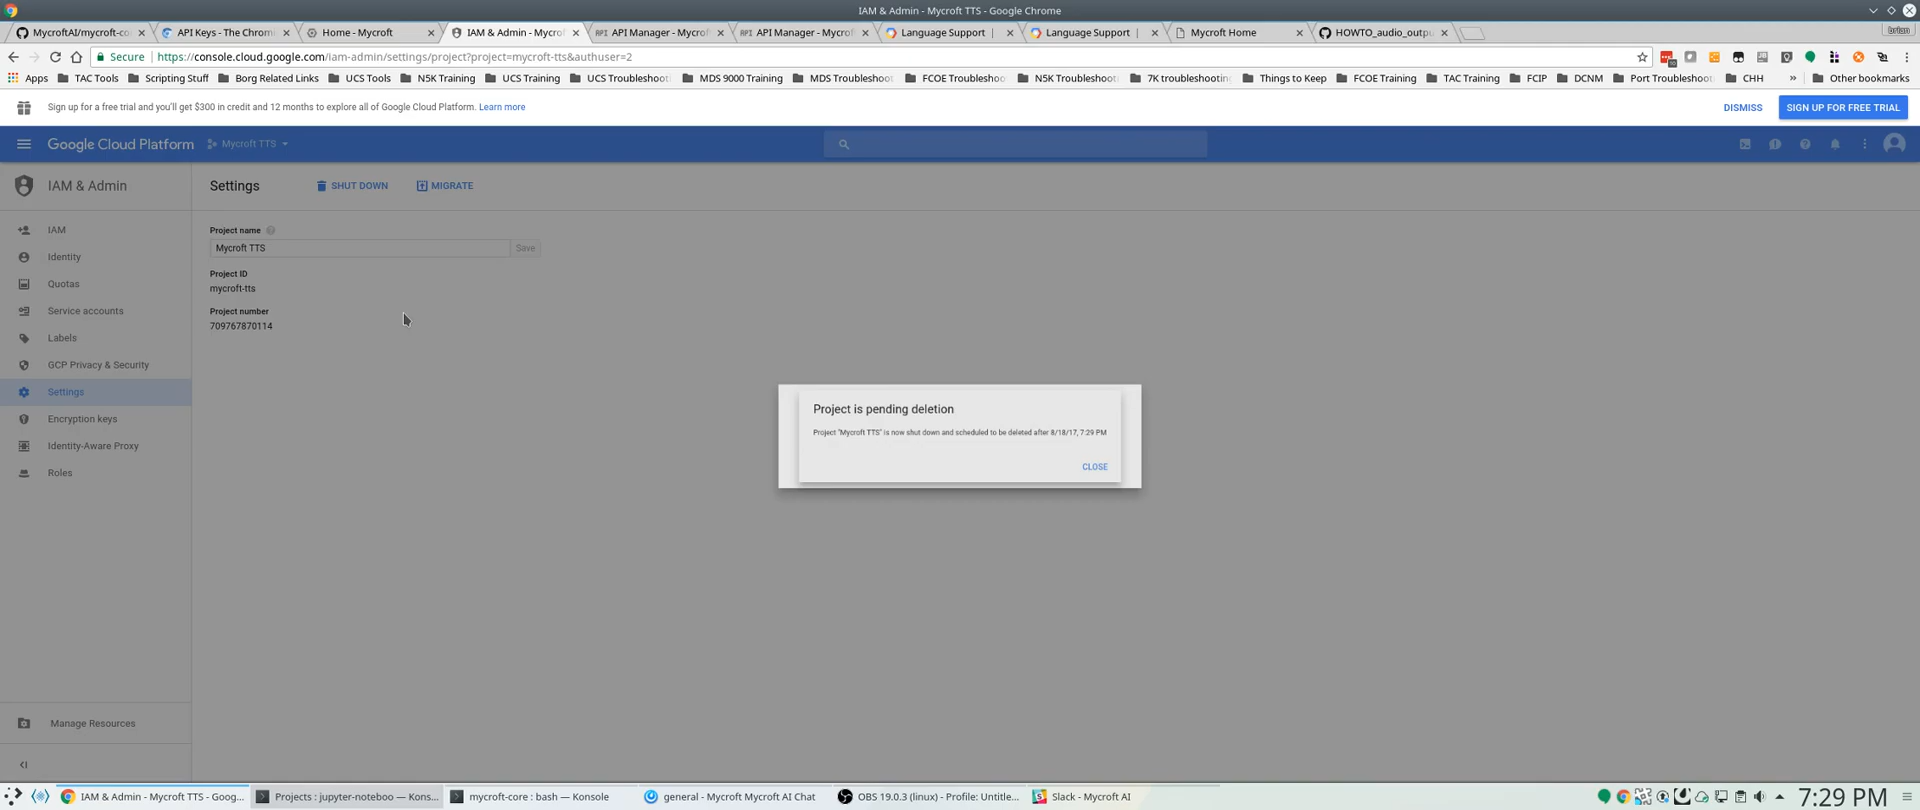 IAM & Admin - Mycroft TTS - Google Chrome
MycroftAI/mycroft-co
API Keys - The Chromi
Home - Mycroft
IAM & Admin - Mycrof
API Manager - Mycrof
API Manager - Mycrof
Language Support |
Language Support |
Mycroft Home
HOWTO_audio_outpu
brian
Secure
https://console.cloud.google.com/iam-admin/settings/project?project=mycroft-tts&authuser=2
Apps
TAC Tools
Scripting Stuff
Borg Related Links
UCS Tools
N5K Training
UCS Training
UCS Troubleshooti
MDS 9000 Training
MDS Troubleshoot
FCOE Troubleshoo
N5K Troubleshooti
7K troubleshooting
Things to Keep
FCOE Training
TAC Training
FCIP
DCNM
Port Troubleshoot
CHH
»
Other bookmarks
Sign up for a free trial and you'll get $300 in credit and 12 months to explore all of Google Cloud Platform. Learn more
DISMISS
SIGN UP FOR FREE TRIAL
Google Cloud Platform
Mycroft TTS
IAM & Admin
Settings
SHUT DOWN
MIGRATE
IAM
Identity
Quotas
Service accounts
Labels
GCP Privacy & Security
Settings
Encryption keys
Identity-Aware Proxy
Roles
Manage Resources
Project name
Mycroft TTS
Save
Project ID
mycroft-tts
Project number
709767870114
Project is pending deletion
Project "Mycroft TTS" is now shut down and scheduled to be deleted after 8/18/17, 7:29 PM
CLOSE
IAM & Admin - Mycroft TTS - Goog...
Projects : jupyter-noteboo — Kons...
mycroft-core : bash — Konsole
general - Mycroft Mycroft AI Chat
OBS 19.0.3 (linux) - Profile: Untitle...
Slack - Mycroft AI
7:29 PM